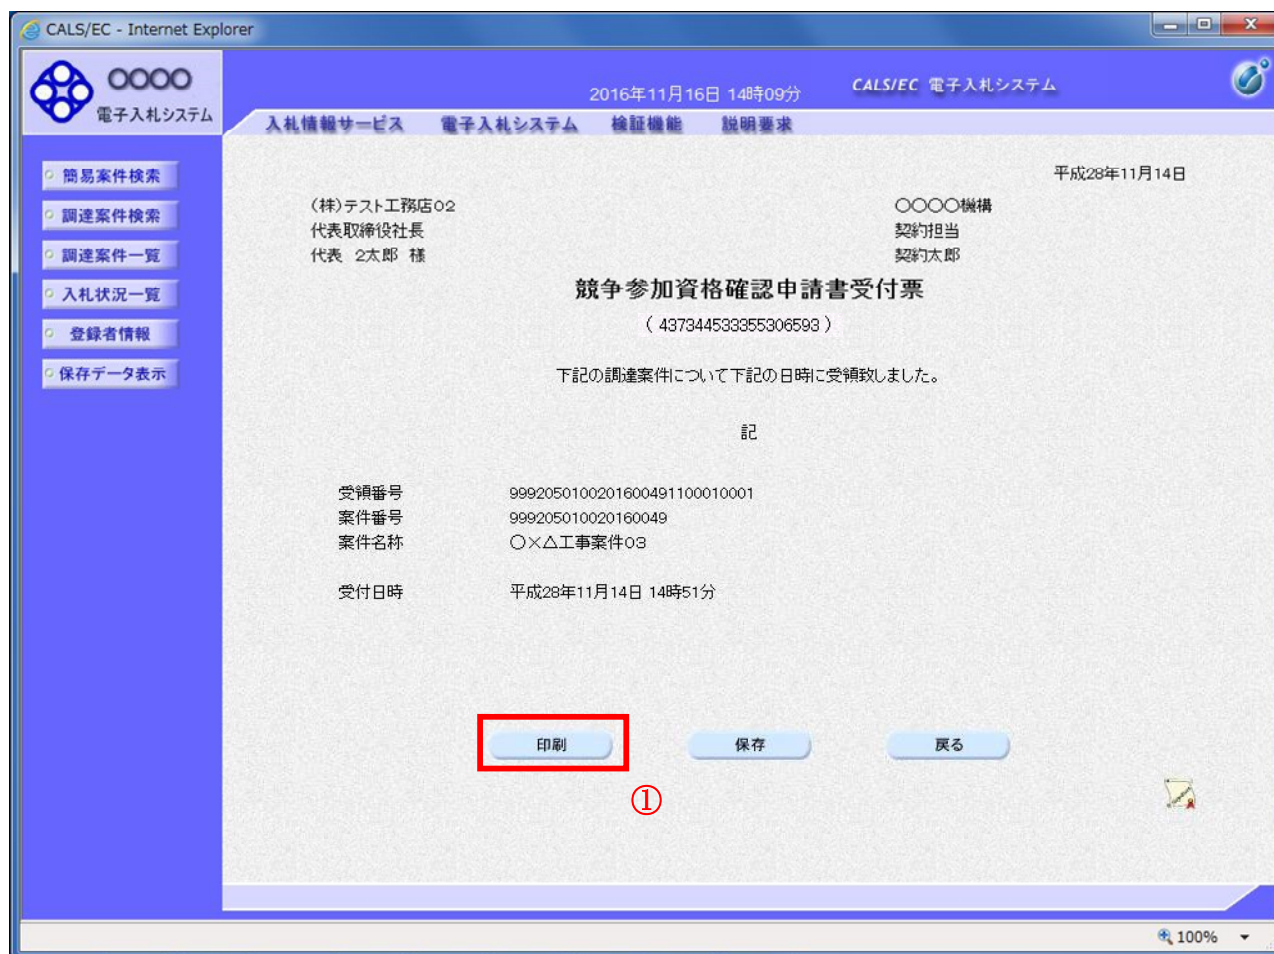 CALS/EC - Internet Explorer
〇〇〇〇
電子入札システム
2016年11月16日 14時09分
CALS/EC 電子入札システム
入札情報サービス 電子入札システム 検証機能 説明要求
簡易案件検索
調達案件検索
調達案件一覧
入札状況一覧
登録者情報
保存データ表示
平成28年11月14日
(株)テスト工務店02
代表取締役社長
代表 2太郎 様
〇〇〇〇機構
契約担当
契約太郎
競争参加資格確認申請書受付票
( 437344533355306593 )
下記の調達案件について下記の日時に受領致しました。
記
受領番号 99920501002016004911000​10001
案件番号 999205010020160049
案件名称 〇×△工事案件03
受付日時 平成28年11月14日 14時51分
印刷 保存 戻る
①
100%